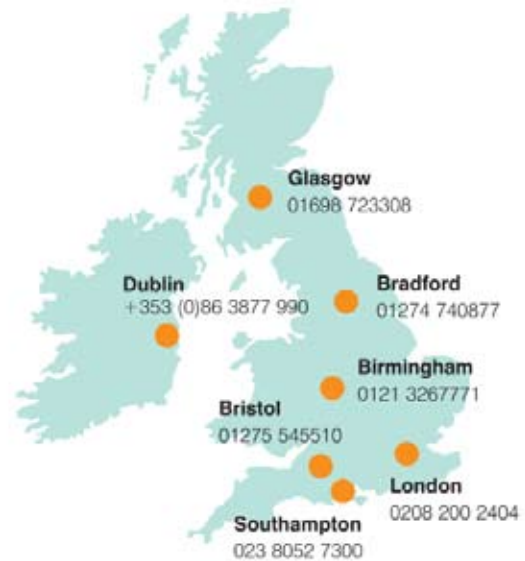 Glasgow
01698 723308
Dublin
+353 (0)86 3877 990
Bradford
01274 740877
Birmingham
0121 3267771
Bristol
01275 545510
London
0208 200 2404
Southampton
023 8052 7300